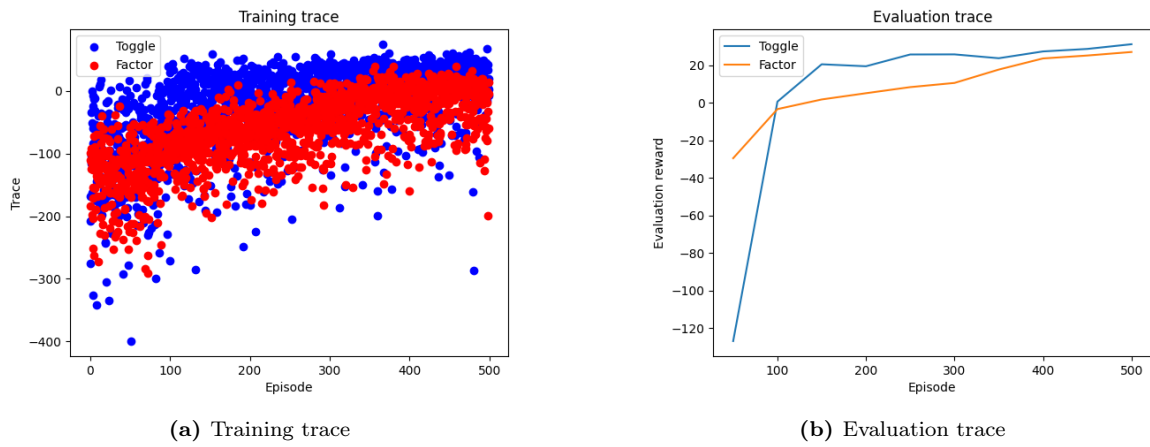 Training trace
Toggle
Factor
0
−100
−200
−300
−400
Trace
0 100 200 300 400 500
Episode
(a) Training trace
Evaluation trace
Toggle
Factor
20
0
−20
−40
−60
−80
−100
−120
Evaluation reward
100 200 300 400 500
Episode
(b) Evaluation trace